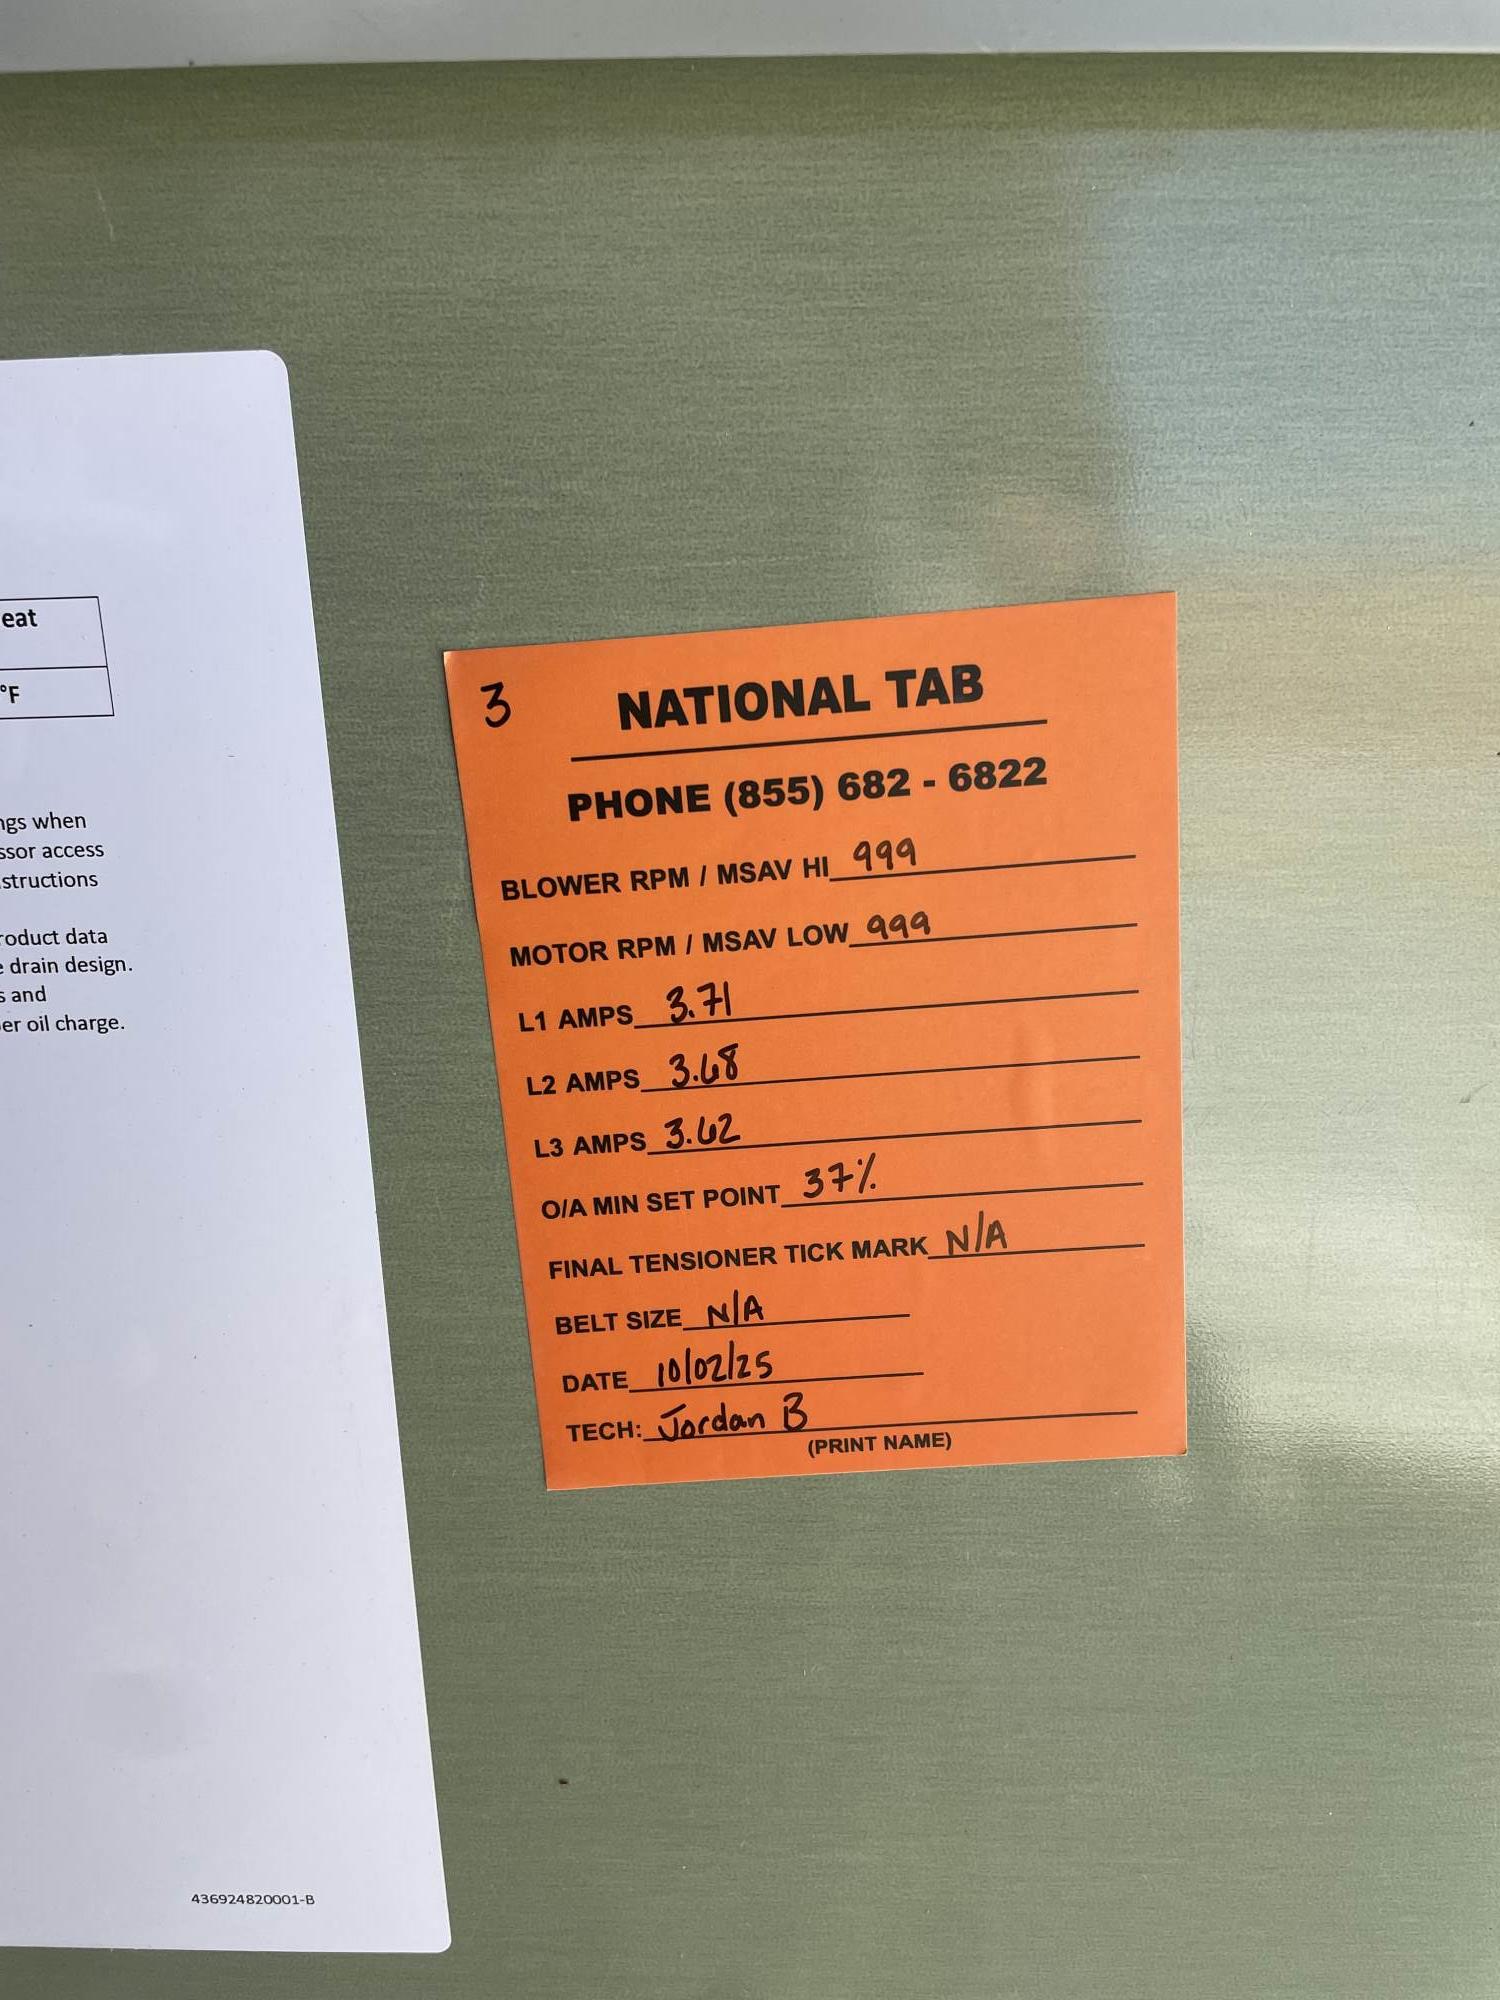 eat
°F
ngs when
ssor access
structions
roduct data
e drain design.
s and
er oil charge.
436924820001-B
3 NATIONAL TAB
PHONE (855) 682 - 6822
BLOWER RPM / MSAV HI 999
MOTOR RPM / MSAV LOW 999
L1 AMPS 3.71
L2 AMPS 3.68
L3 AMPS 3.62
O/A MIN SET POINT 37%
FINAL TENSIONER TICK MARK N/A
BELT SIZE N/A
DATE 10/02/25
TECH: Jordan B
(PRINT NAME)